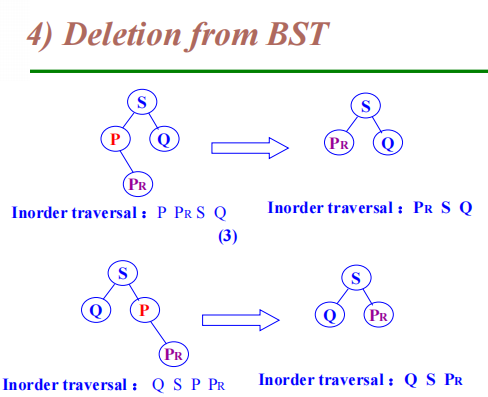 4) Deletion from BST
S
P
Q
PR
S
PR
Q
Inorder traversal： P PR S Q
Inorder traversal： PR S Q
(3)
S
Q
P
PR
S
Q
PR
Inorder traversal： Q S P PR
Inorder traversal： Q S PR